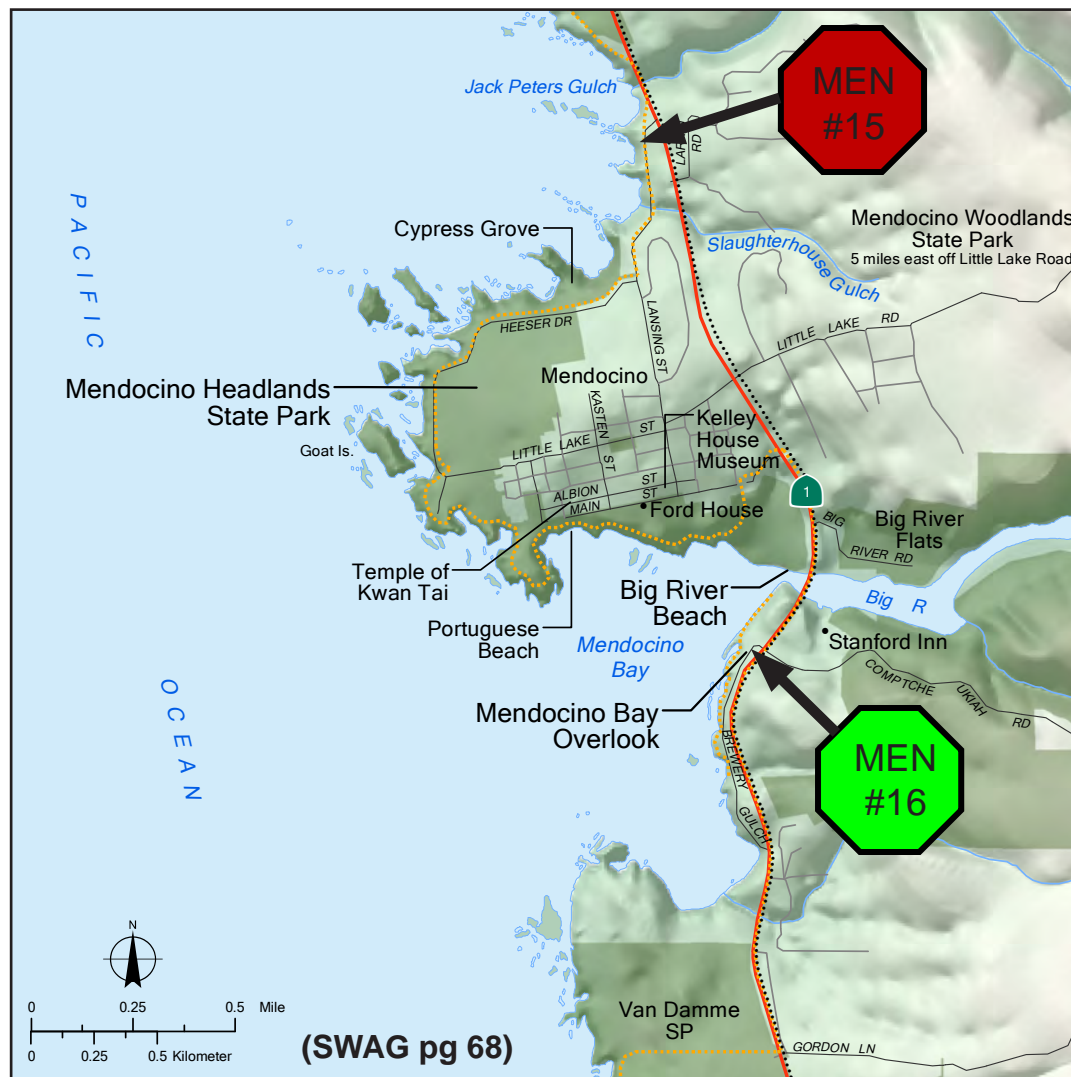 Jack Peters Gulch
MEN
#15
LAR
RD
PACIFIC
Cypress Grove
Mendocino Woodlands
State Park
5 miles east off Little Lake Road
Slaughterhouse
Gulch
HEESER DR
LANSING ST
LITTLE LAKE RD
Mendocino Headlands
State Park
Mendocino
KASTEN ST
Kelley
House
Museum
Goat Is.
LITTLE LAKE ST
ALBION ST
MAIN ST
Ford House
1
BIG
RIVER RD
Big River
Flats
Temple of
Kwan Tai
Big River
Beach
Big R
Portuguese
Beach
Mendocino
Bay
Stanford Inn
COMPTCHE UKIAH RD
OCEAN
Mendocino Bay
Overlook
BREWERY GULCH
MEN
#16
N
0 0.25 0.5 Mile
0 0.25 0.5 Kilometer
(SWAG pg 68)
Van Damme
SP
GORDON LN